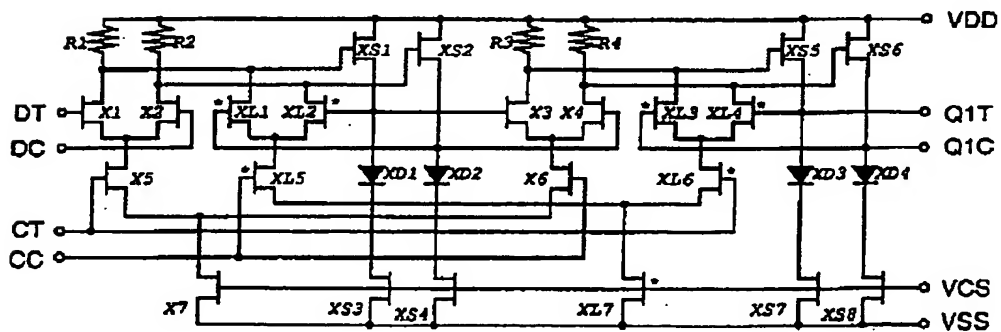 R1 R2 XS1 XS2 R3 R4 XS5 XS6 VDD
DT X1 X2 * XL1 XL2 * X3 X4 * XL3 XL4 * Q1T
DC Q1C
X5 * XL5 XD1 XD2 X6 XL6 * XD3 XD4
CT
CC
X7 XS3 XS4 XL7 * XS7 XS8 VCS
VSS